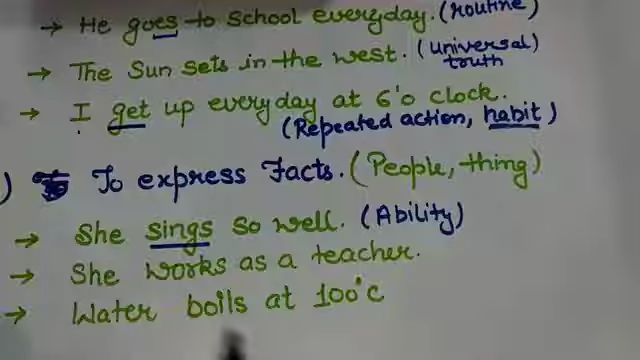 → He goes to school everyday. (routine)
→ The Sun sets in the west. (universal truth)
→ I get up everyday at 6'o clock.
(Repeated action, habit)
) To express Facts. (People, thing)
→ She sings so well. (Ability)
→ She works as a teacher.
→ Water boils at 100°c